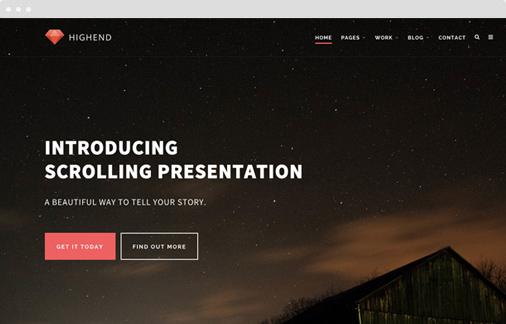 HIGHEND
HOME PAGES WORK BLOG CONTACT
INTRODUCING
SCROLLING PRESENTATION
A BEAUTIFUL WAY TO TELL YOUR STORY.
GET IT TODAY FIND OUT MORE